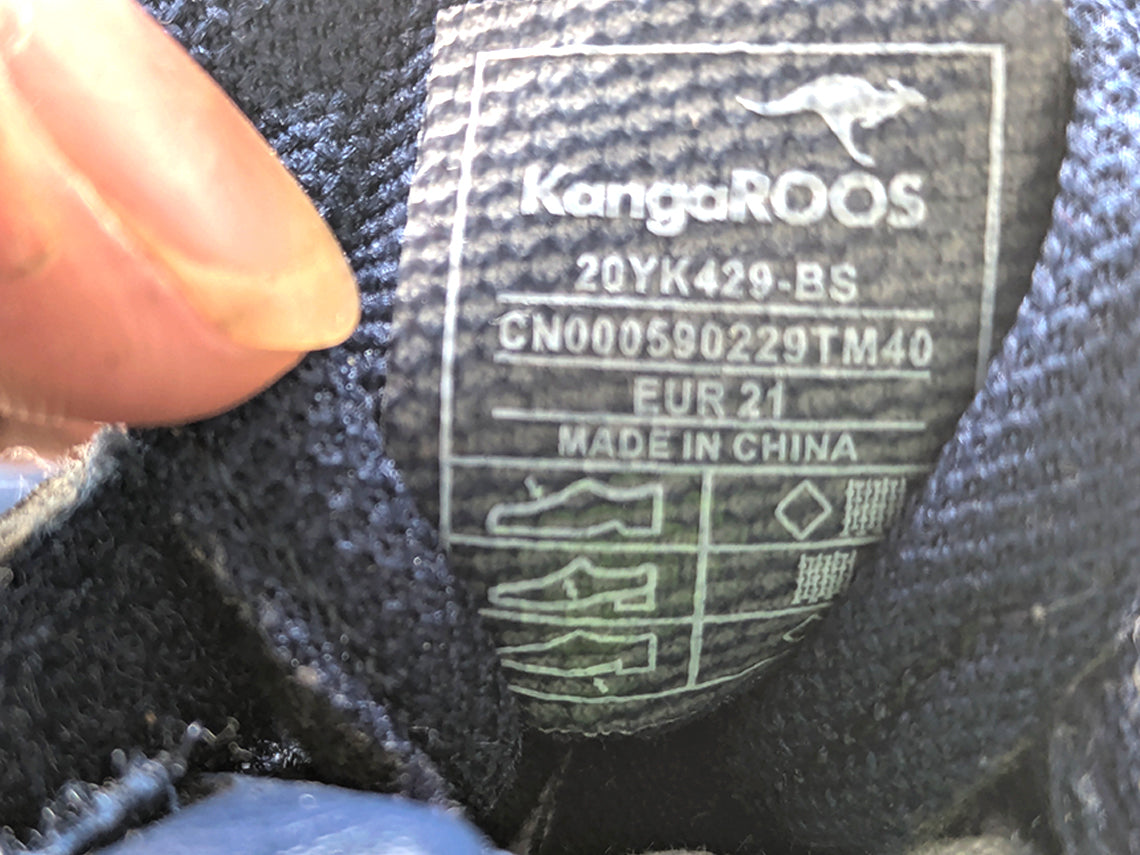 KangaROOS
20YK429-BS
CN000590229TM40
EUR 21
MADE IN CHINA